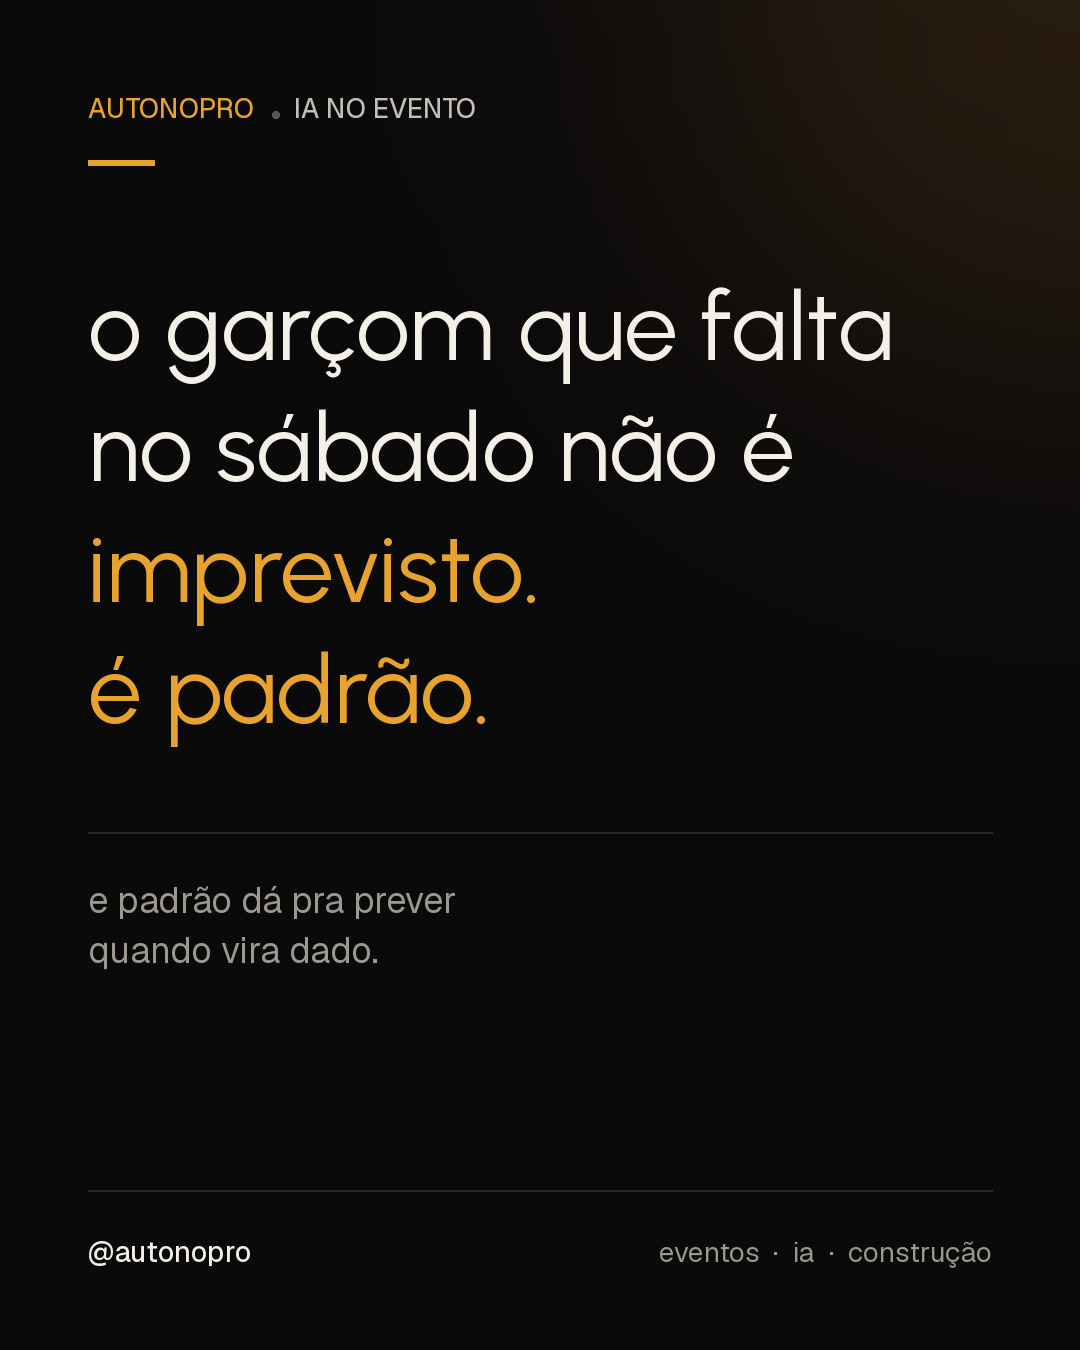 AUTONOPRO • IA NO EVENTO
o garçom que falta
no sábado não é
imprevisto.
é padrão.
e padrão dá pra prever
quando vira dado.
@autonopro
eventos · ia · construção